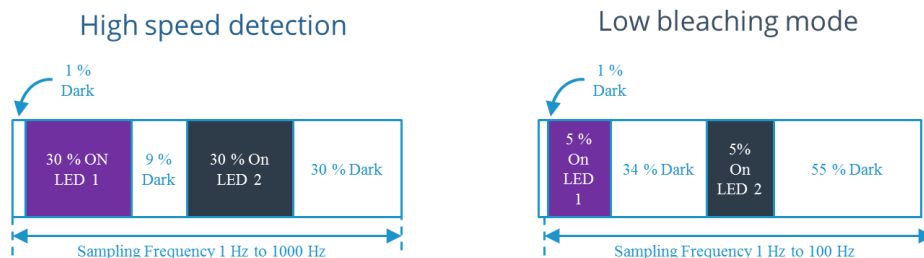 High speed detection
1 %
Dark
30 % ON
LED 1
9 %
Dark
30 % On
LED 2
30 % Dark
Sampling Frequency 1 Hz to 1000 Hz
Low bleaching mode
1 %
Dark
5 %
On
LED
1
34 % Dark
5%
On
LED 2
55 % Dark
Sampling Frequency 1 Hz to 100 Hz